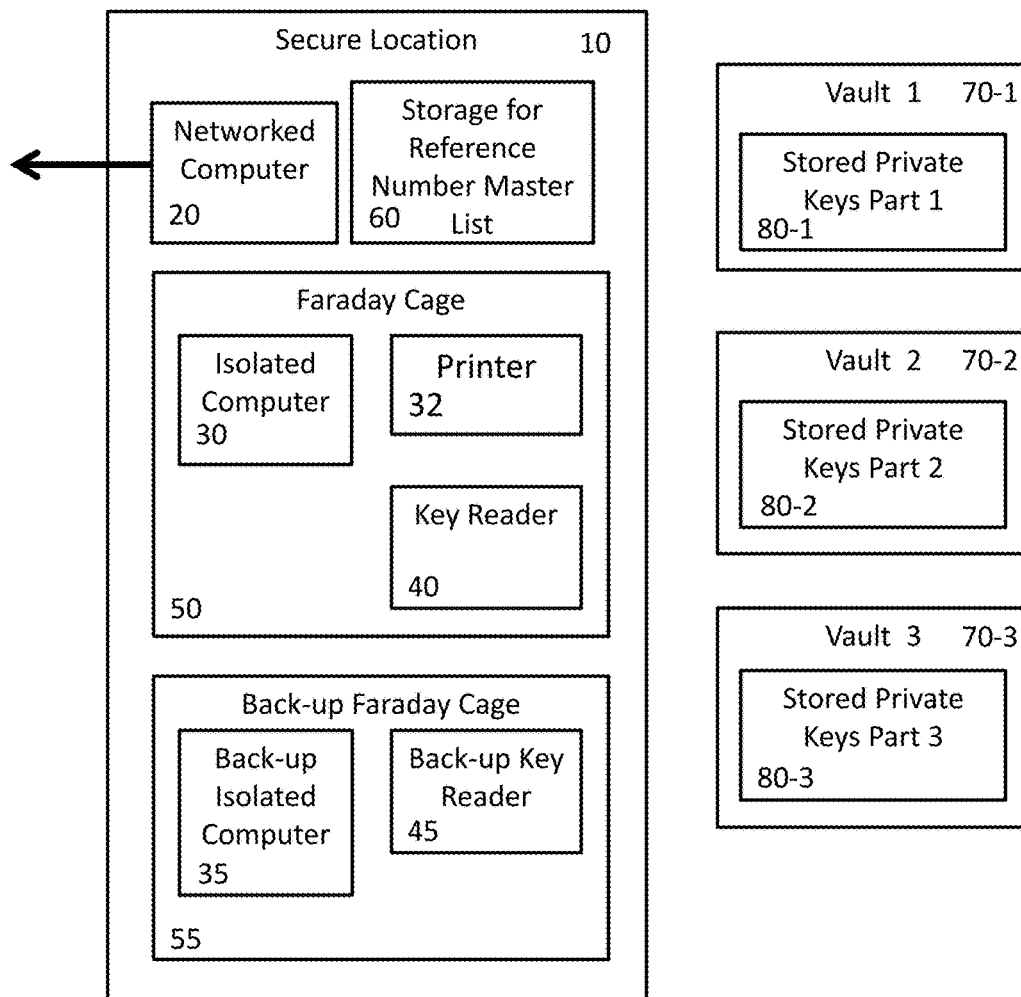 Secure Location 10
Networked
Computer
20
Storage for
Reference
Number Master
60 List
Faraday Cage
Isolated
Computer
30
Printer
32
Key Reader
40
50
Back-up Faraday Cage
Back-up
Isolated
Computer
35
Back-up Key
Reader
45
55
Vault 1 70-1
Stored Private
Keys Part 1
80-1
Vault 2 70-2
Stored Private
Keys Part 2
80-2
Vault 3 70-3
Stored Private
Keys Part 3
80-3